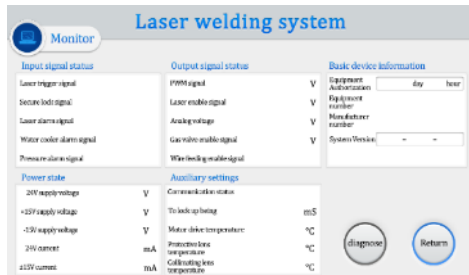 Laser welding system
Monitor
Input signal status
Laser trigger signal
Secure lock signal
Laser alarm signal
Water cooler alarm signal
Pressure alarm signal
Output signal status
PWM signal V
Laser enable signal
Analog voltage V
Gas valve enable signal V
Wire feeding enable signal
Basic device information
Equipment
Authorization day hour
Equipment
number
Manufacturer
number
System Version - -
Power state
24V supply voltage V
+15V supply voltage V
-15V supply voltage V
24V current mA
±15V current mA
Auxiliary settings
Communication status
To lock up being mS
Motor drive temperature °C
Protective lens
temperature °C
Collimating lens
temperature °C
diagnose
Return